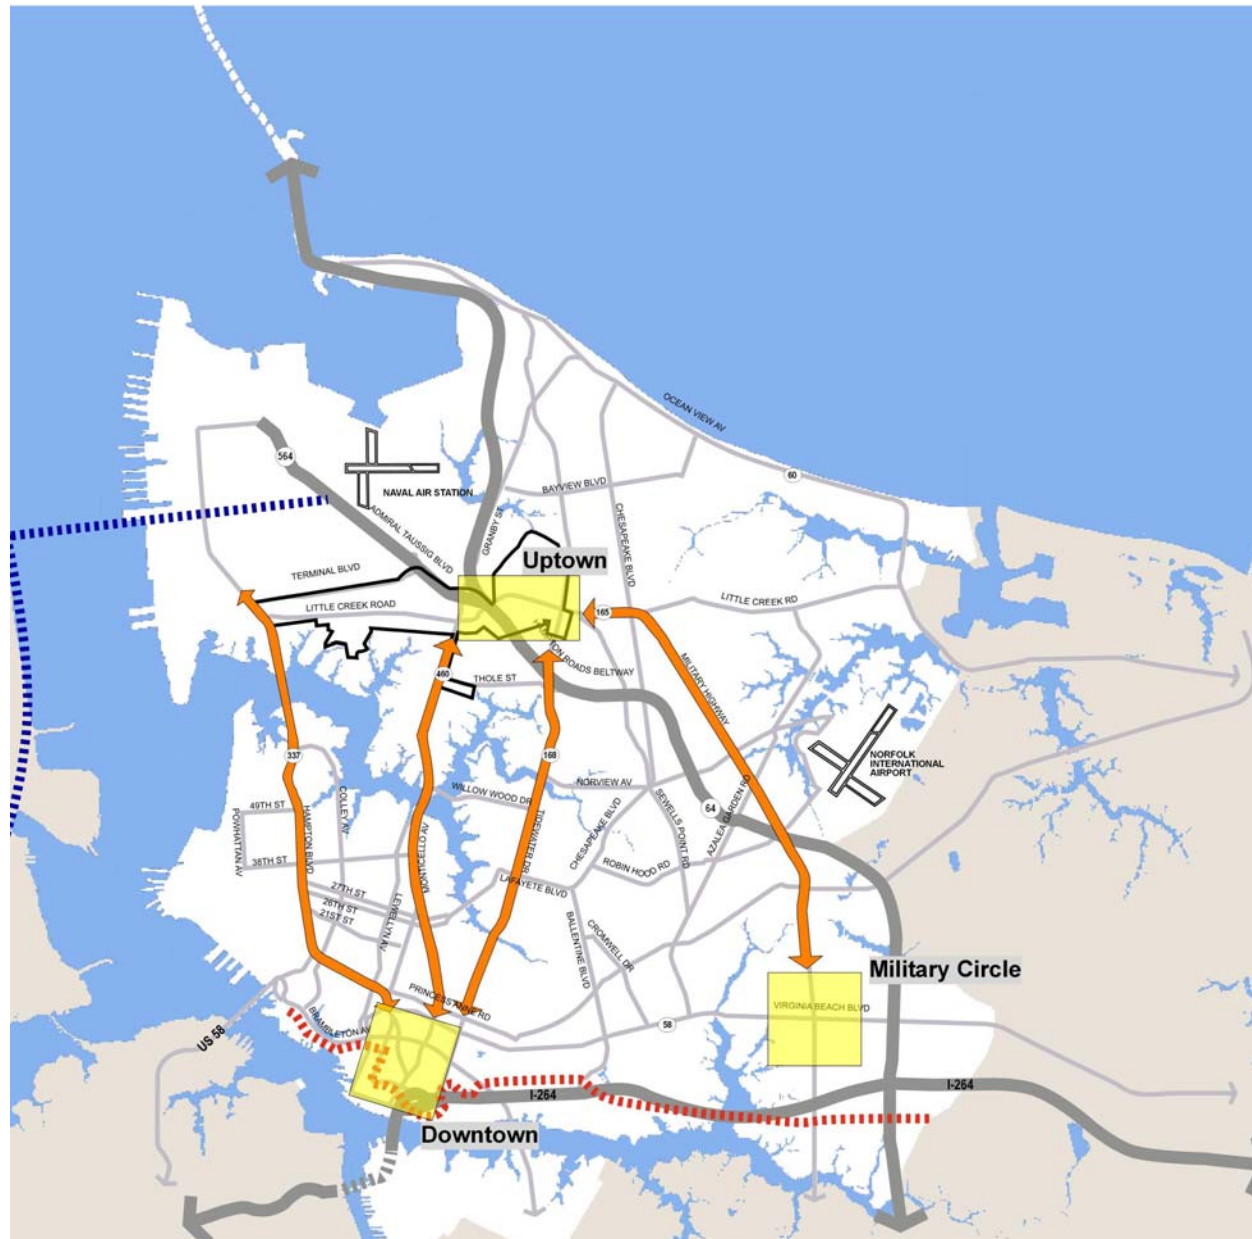 OCEAN VIEW AV
564
60
NAVAL AIR STATION
BAYVIEW BLVD
ADMIRAL TAUSSIG BLVD
GRANBY ST
CHESAPEAKE BLVD
Uptown
TERMINAL BLVD
LITTLE CREEK ROAD
165
LITTLE CREEK RD
ROADS BELTWAY
460
THOLE ST
MILITARY HIGHWAY
337
168
NORFOLK
INTERNATIONAL
AIRPORT
NORVIEW AV
WILLOW WOOD DR
COLLEY AV
49TH ST
POWHATTAN AV
HAMPTON BLVD
MONTICELLO AV
TIDEWATER DR
CHESAPEAKE BLVD
SEWELLS POINT RD
AZALEA GARDEN RD
64
38TH ST
ROBIN HOOD RD
LAFAYETE BLVD
27TH ST
26TH ST
21ST ST
LEWELLYN AV
BALLENTINE BLVD
CROMWELL DR
Military Circle
PRINCESS ANNE RD
VIRGINIA BEACH BLVD
BRAMBLETON AV
58
US 58
I-264
I-264
Downtown